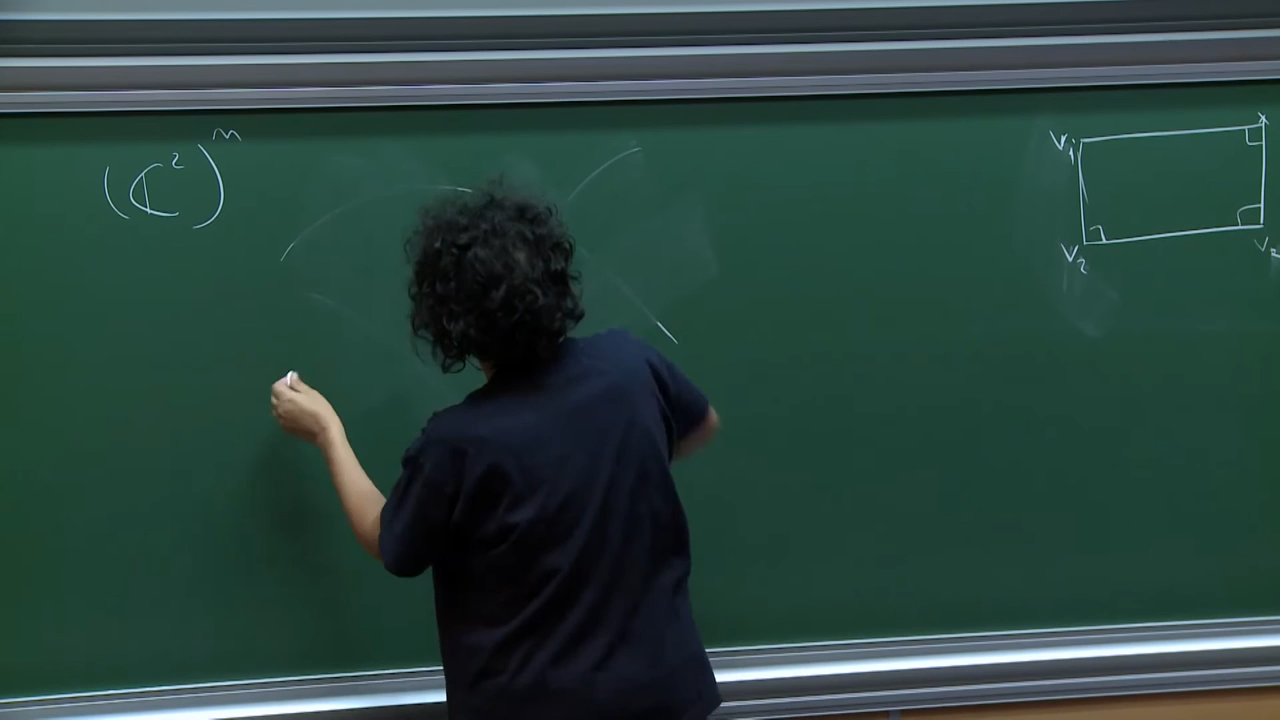 (ℂ²)ᵐ
V₁
x
V₂
V